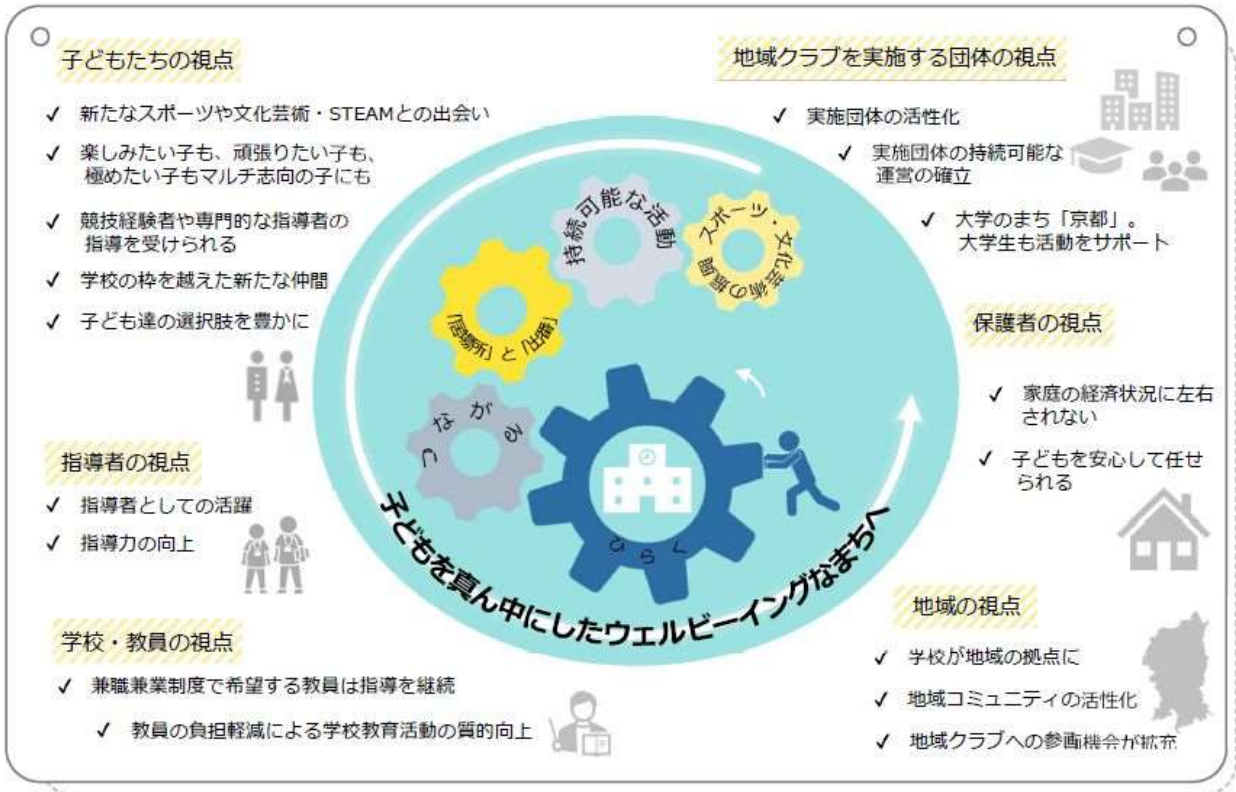 子どもたちの視点
✓ 新たなスポーツや文化芸術・STEAMとの出会い
✓ 楽しみたい子も、頑張りたい子も、
極めたい子もマルチ志向の子にも
✓ 競技経験者や専門的な指導者の
指導を受けられる
✓ 学校の枠を越えた新たな仲間
✓ 子ども達の選択肢を豊かに
指導者の視点
✓ 指導者としての活躍
✓ 指導力の向上
学校・教員の視点
✓ 兼職兼業制度で希望する教員は指導を継続
✓ 教員の負担軽減による学校教育活動の質的向上
持続可能な活動
スポーツ・文化芸術の振興
「居場所」と「出番」
つながる
ひらく
子どもを真ん中にしたウェルビーイングなまちへ
地域クラブを実施する団体の視点
✓ 実施団体の活性化
✓ 実施団体の持続可能な
運営の確立
✓ 大学のまち「京都」。
大学生も活動をサポート
保護者の視点
✓ 家庭の経済状況に左右
されない
✓ 子どもを安心して任せ
られる
地域の視点
✓ 学校が地域の拠点に
✓ 地域コミュニティの活性化
✓ 地域クラブへの参画機会が拡充